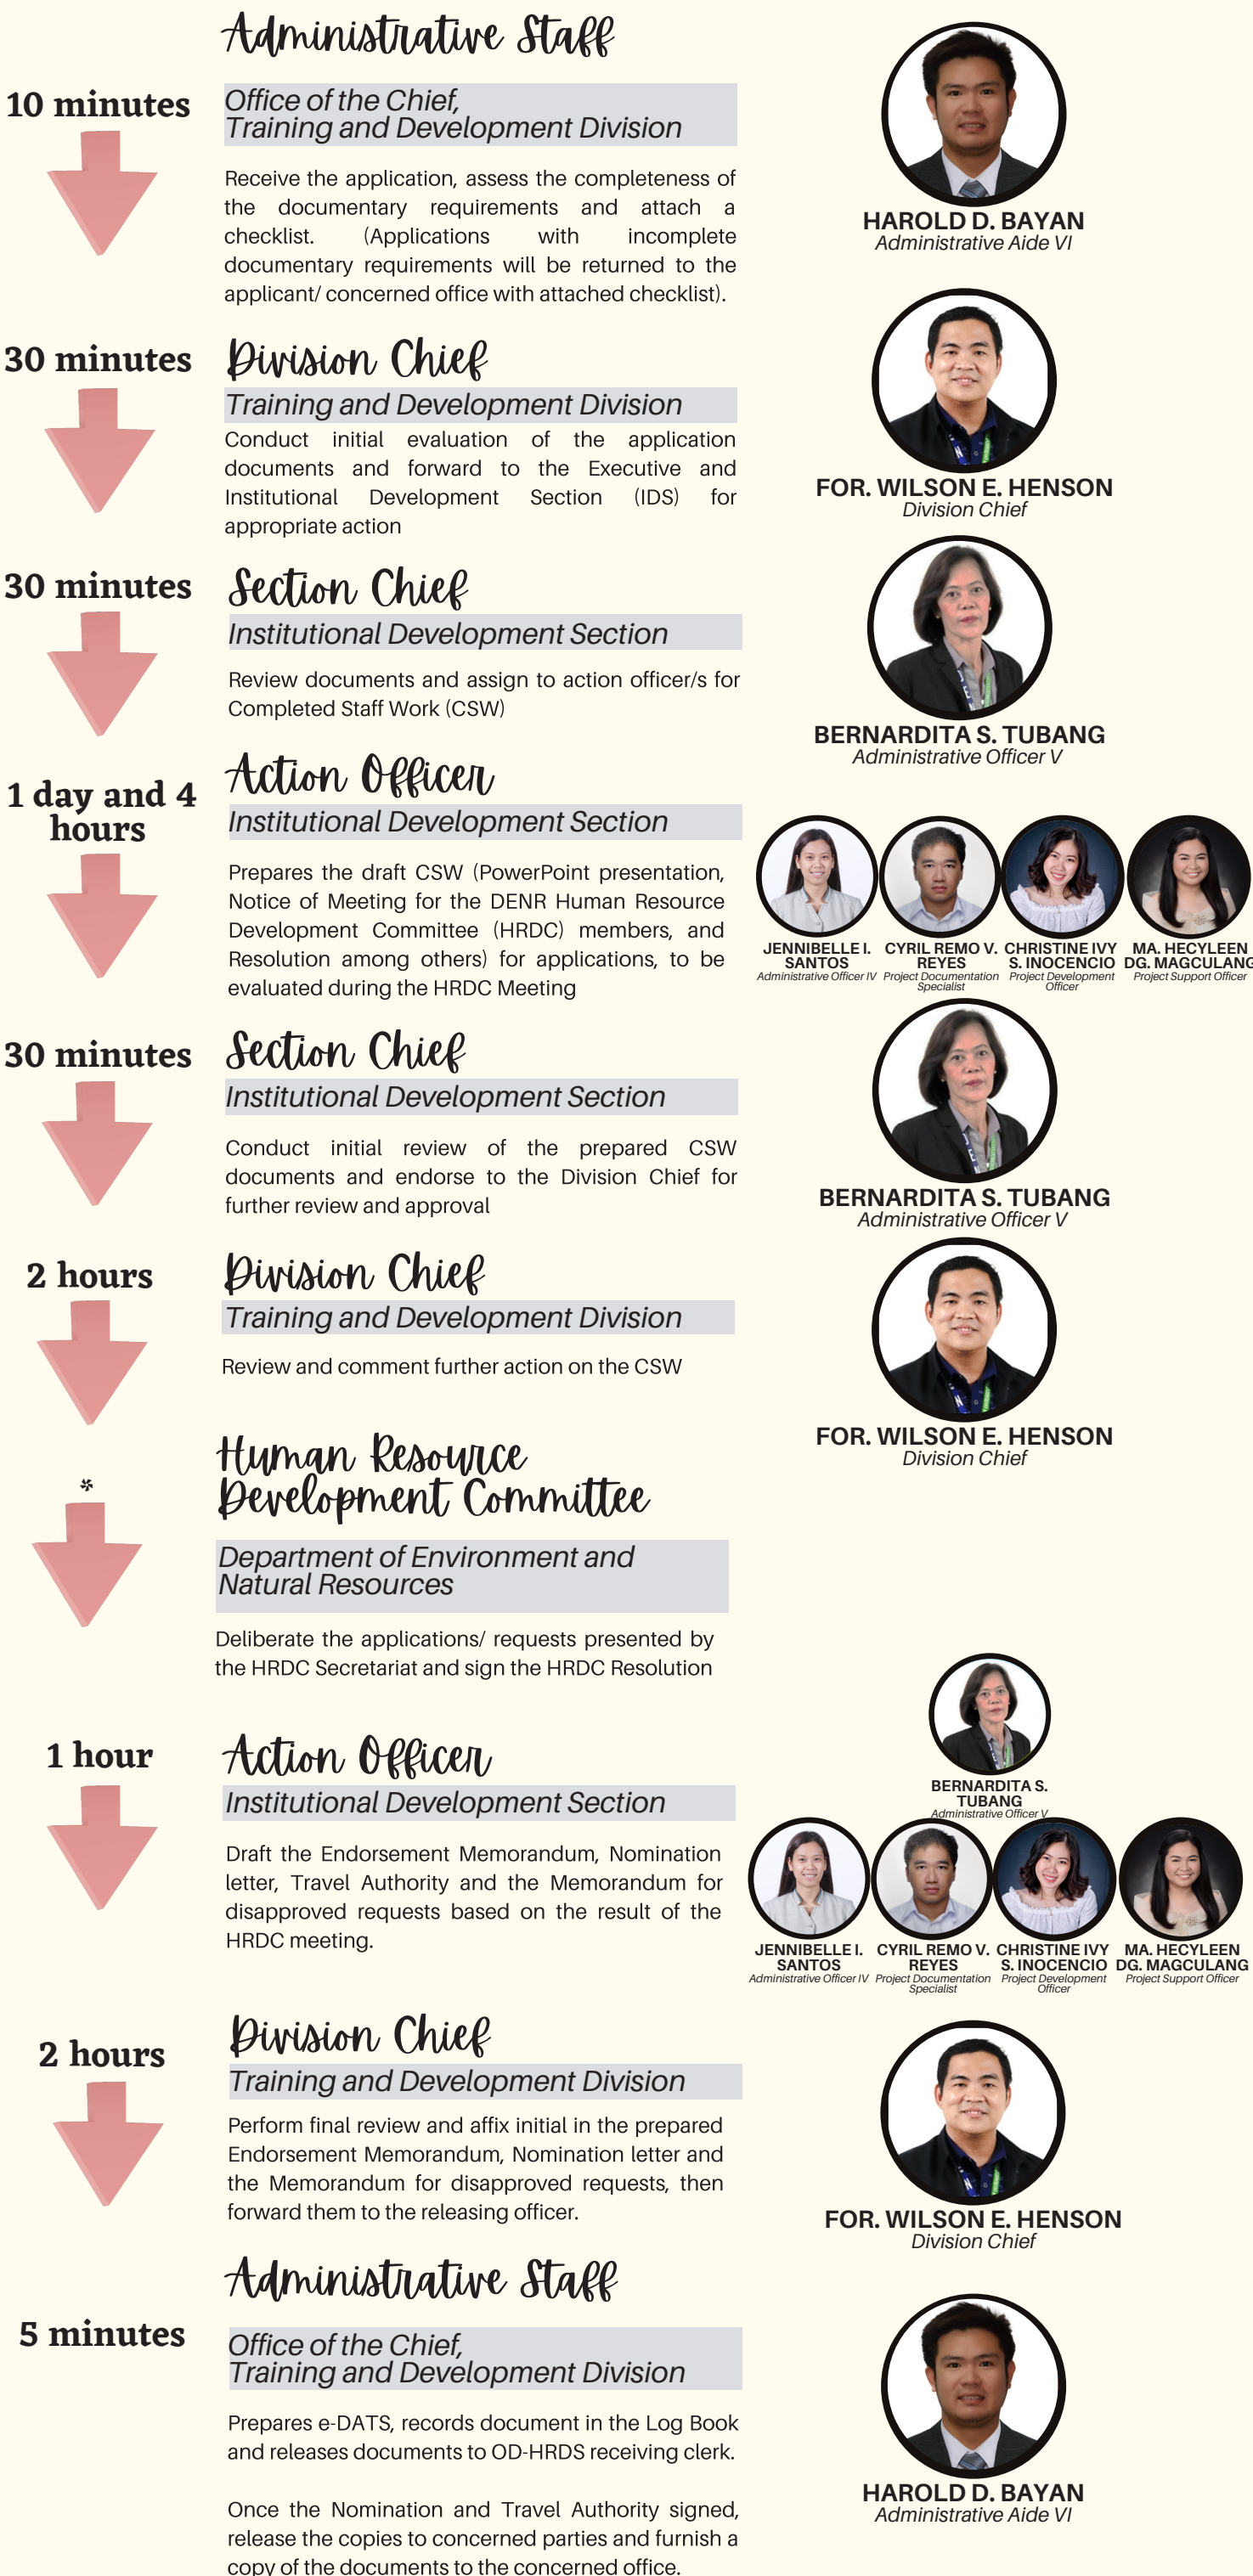 Administrative Staff
10 minutes
Office of the Chief,
Training and Development Division
Receive the application, assess the completeness of
the documentary requirements and attach a
checklist. (Applications with incomplete
documentary requirements will be returned to the
applicant/ concerned office with attached checklist).
HAROLD D. BAYAN
Administrative Aide VI
30 minutes
Division Chief
Training and Development Division
Conduct initial evaluation of the application
documents and forward to the Executive and
Institutional Development Section (IDS) for
appropriate action
FOR. WILSON E. HENSON
Division Chief
30 minutes
Section Chief
Institutional Development Section
Review documents and assign to action officer/s for
Completed Staff Work (CSW)
BERNARDITA S. TUBANG
Administrative Officer V
1 day and 4
hours
Action Officer
Institutional Development Section
Prepares the draft CSW (PowerPoint presentation,
Notice of Meeting for the DENR Human Resource
Development Committee (HRDC) members, and
Resolution among others) for applications, to be
evaluated during the HRDC Meeting
JENNIBELLE I.
SANTOS
Administrative Officer IV
CYRIL REMO V.
REYES
Project Documentation
Specialist
CHRISTINE IVY
S. INOCENCIO
Project Development
Officer
MA. HECYLEEN
DG. MAGCULANG
Project Support Officer
30 minutes
Section Chief
Institutional Development Section
Conduct initial review of the prepared CSW
documents and endorse to the Division Chief for
further review and approval
BERNARDITA S. TUBANG
Administrative Officer V
2 hours
Division Chief
Training and Development Division
Review and comment further action on the CSW
FOR. WILSON E. HENSON
Division Chief
*
Human Resource
Development Committee
Department of Environment and
Natural Resources
Deliberate the applications/ requests presented by
the HRDC Secretariat and sign the HRDC Resolution
1 hour
Action Officer
Institutional Development Section
Draft the Endorsement Memorandum, Nomination
letter, Travel Authority and the Memorandum for
disapproved requests based on the result of the
HRDC meeting.
BERNARDITA S.
TUBANG
Administrative Officer V
JENNIBELLE I.
SANTOS
Administrative Officer IV
CYRIL REMO V.
REYES
Project Documentation
Specialist
CHRISTINE IVY
S. INOCENCIO
Project Development
Officer
MA. HECYLEEN
DG. MAGCULANG
Project Support Officer
2 hours
Division Chief
Training and Development Division
Perform final review and affix initial in the prepared
Endorsement Memorandum, Nomination letter and
the Memorandum for disapproved requests, then
forward them to the releasing officer.
FOR. WILSON E. HENSON
Division Chief
5 minutes
Administrative Staff
Office of the Chief,
Training and Development Division
Prepares e-DATS, records document in the Log Book
and releases documents to OD-HRDS receiving clerk.
Once the Nomination and Travel Authority signed,
release the copies to concerned parties and furnish a
copy of the documents to the concerned office.
HAROLD D. BAYAN
Administrative Aide VI